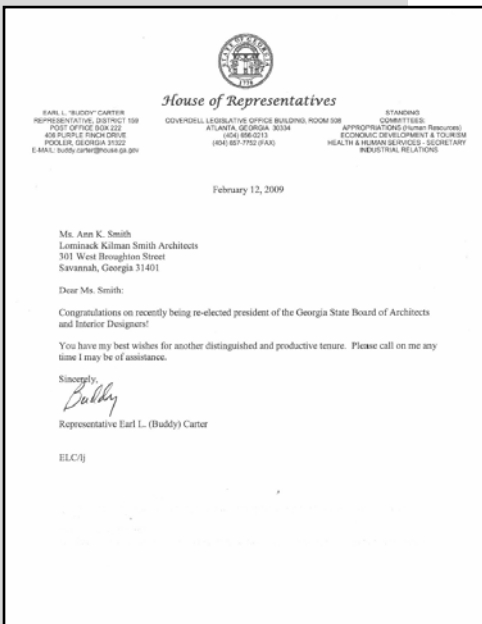 STATE OF GEORGIA
1776
House of Representatives
EARL L. "BUDDY" CARTER
REPRESENTATIVE, DISTRICT 159
POST OFFICE BOX 222
408 PURPLE FINCH DRIVE
POOLER, GEORGIA 31322
E-MAIL: buddy.carter@house.ga.gov
COVERDELL LEGISLATIVE OFFICE BUILDING, ROOM 508
ATLANTA, GEORGIA 30334
(404) 656-0213
(404) 657-7752 (FAX)
STANDING
COMMITTEES:
APPROPRIATIONS (Human Resources)
ECONOMIC DEVELOPMENT & TOURISM
HEALTH & HUMAN SERVICES - SECRETARY
INDUSTRIAL RELATIONS
February 12, 2009
Ms. Ann K. Smith
Lominack Kilman Smith Architects
301 West Broughton Street
Savannah, Georgia 31401
Dear Ms. Smith:
Congratulations on recently being re-elected president of the Georgia State Board of Architects
and Interior Designers!
You have my best wishes for another distinguished and productive tenure. Please call on me any
time I may be of assistance.
Sincerely,
Buddy
Representative Earl L. (Buddy) Carter
ELC/lj